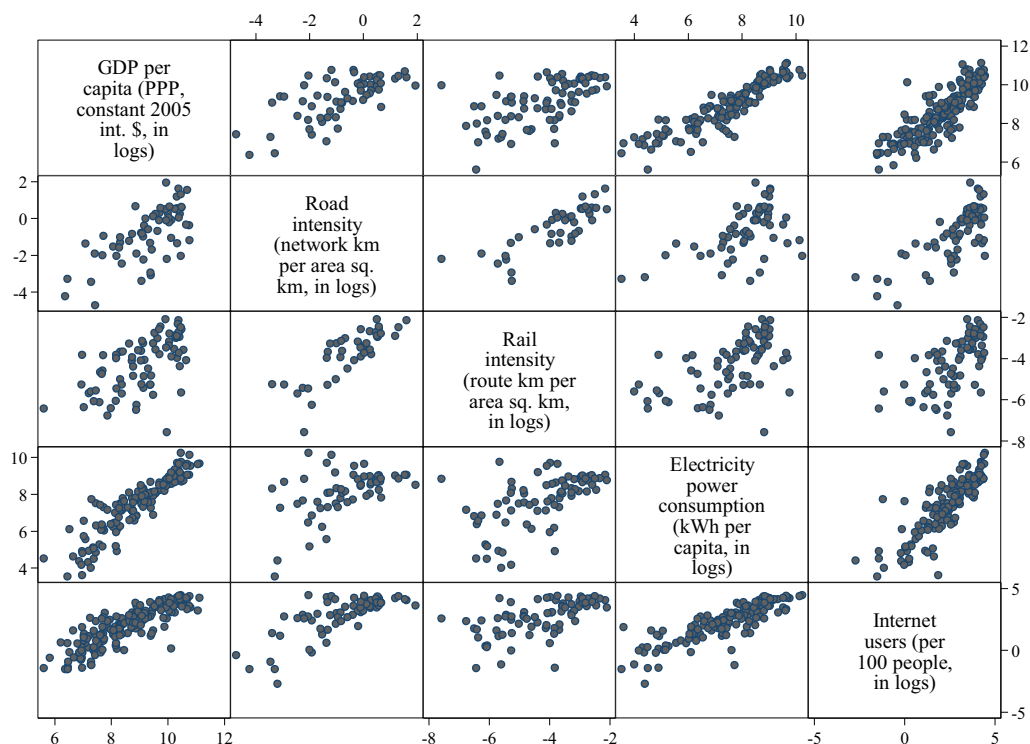 -4 -2 0 2 4 6 8 10
GDP per
capita (PPP,
constant 2005
int. $, in
logs)
12
10
8
6
2
0
-2
-4
Road
intensity
(network km
per area sq.
km, in logs)
Rail
intensity
(route km per
area sq. km,
in logs)
-2
-4
-6
-8
10
8
6
4
Electricity
power
consumption
(kWh per
capita, in
logs)
Internet
users (per
100 people,
in logs)
5
0
-5
6 8 10 12 -8 -6 -4 -2 -5 0 5